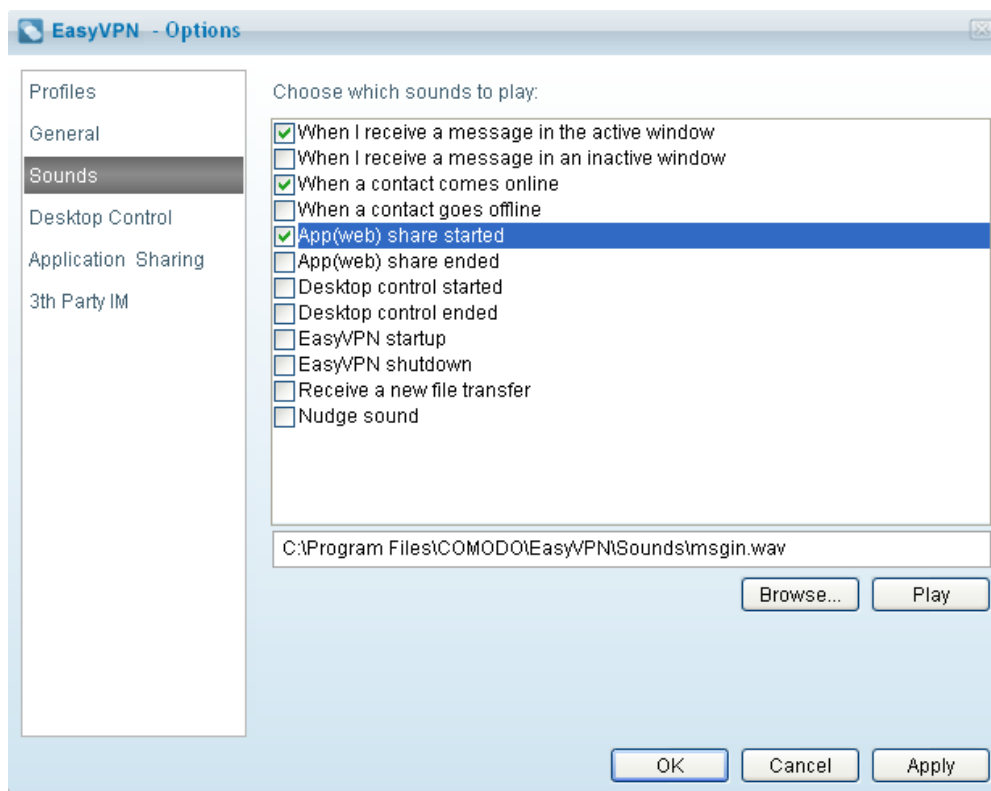 EasyVPN - Options
Profiles
General
Sounds
Desktop Control
Application Sharing
3th Party IM
Choose which sounds to play:
When I receive a message in the active window
When I receive a message in an inactive window
When a contact comes online
When a contact goes offline
App(web) share started
App(web) share ended
Desktop control started
Desktop control ended
EasyVPN startup
EasyVPN shutdown
Receive a new file transfer
Nudge sound
C:\Program Files\COMODO\EasyVPN\Sounds\msgin.wav
Browse... Play
OK Cancel Apply